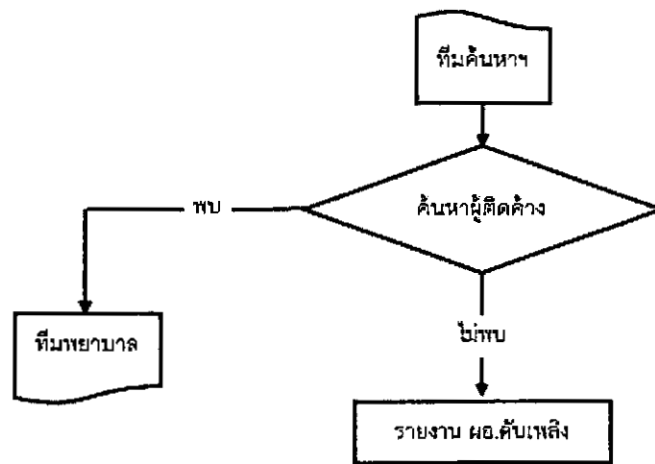 ทีมค้นหาฯ
ค้นหาผู้ติดค้าง
พบ
ทีมพยาบาล
ไม่พบ
รายงาน ผอ.ดับเพลิง